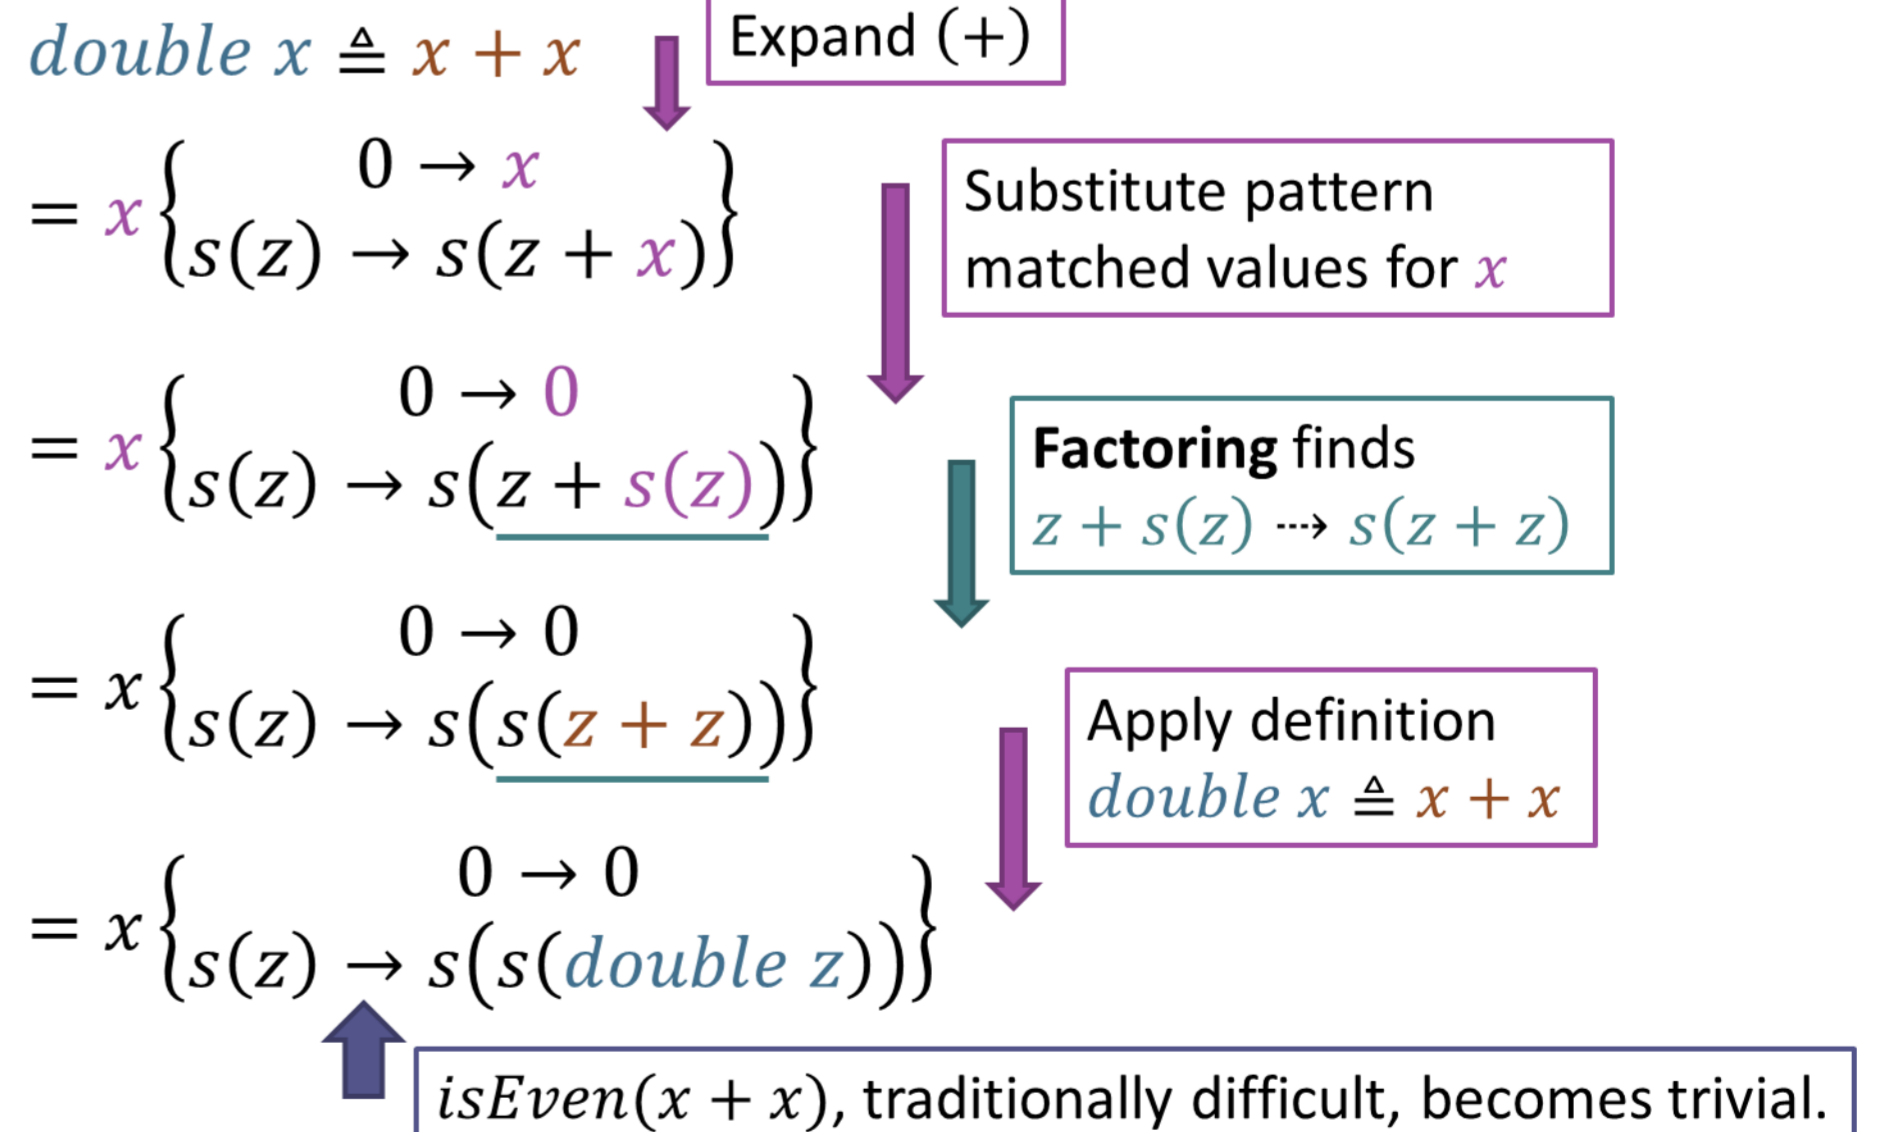 double x ≜ x + x
Expand (+)
= x { 0 → x
s(z) → s(z + x) }
Substitute pattern
matched values for x
= x { 0 → 0
s(z) → s(z + s(z)) }
Factoring finds
z + s(z) ⇢ s(z + z)
= x { 0 → 0
s(z) → s(s(z + z)) }
Apply definition
double x ≜ x + x
= x { 0 → 0
s(z) → s(s(double z)) }
isEven(x + x), traditionally difficult, becomes trivial.